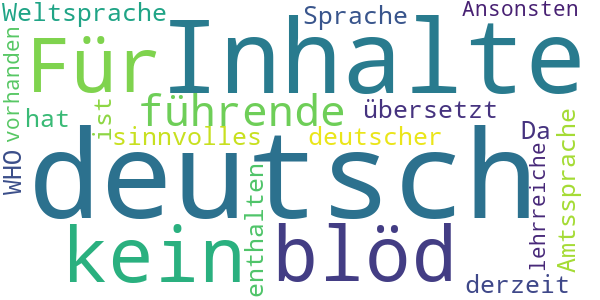 Weltsprache
Sprache
Ansonsten
Für
Inhalte
vorhanden
hat
ist
führende
übersetzt
sinnvolles
deutscher
Da
WHO
deutsch
lehrreiche
Amtssprache
kein
enthalten
blöd
derzeit